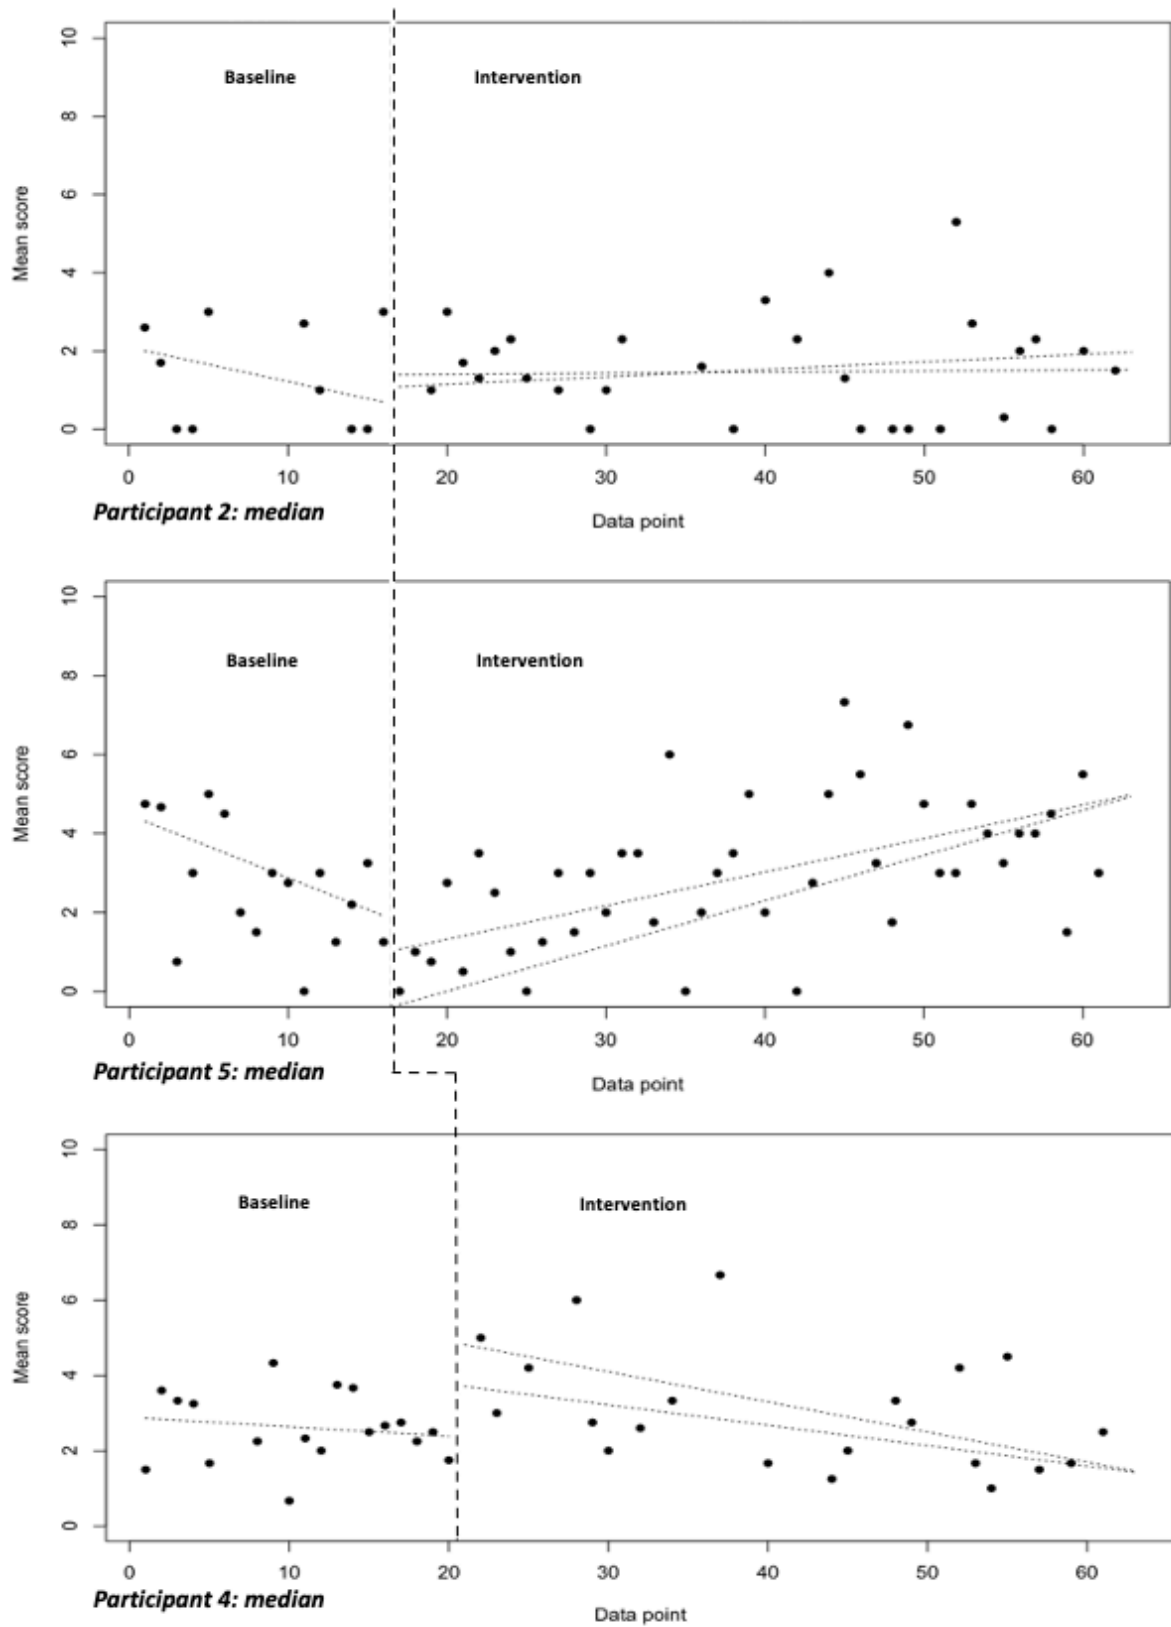 10
8
6
4
2
0
Mean score
Baseline
Intervention
0 10 20 30 40 50 60
Participant 2: median
Data point
10
8
6
4
2
0
Mean score
Baseline
Intervention
0 10 20 30 40 50 60
Participant 5: median
Data point
10
8
6
4
2
0
Mean score
Baseline
Intervention
0 10 20 30 40 50 60
Participant 4: median
Data point